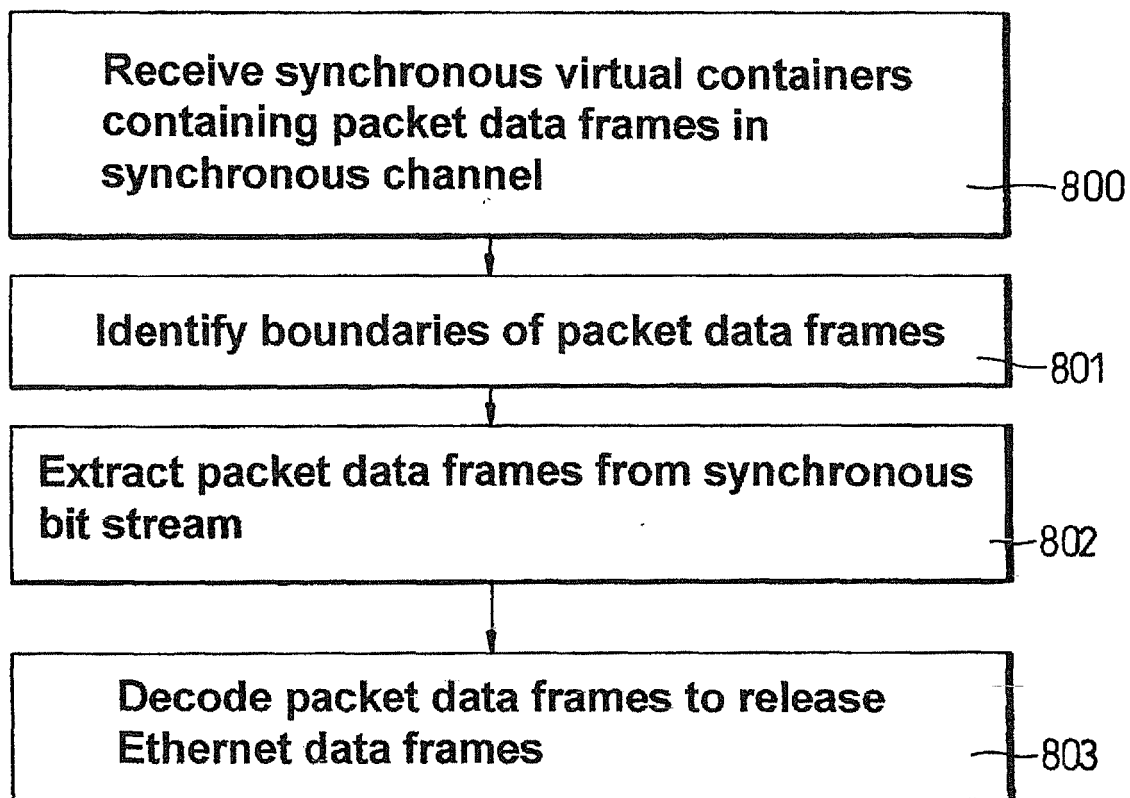 Receive synchronous virtual containers
containing packet data frames in
synchronous channel
800
Identify boundaries of packet data frames
801
Extract packet data frames from synchronous
bit stream
802
Decode packet data frames to release
Ethernet data frames
803